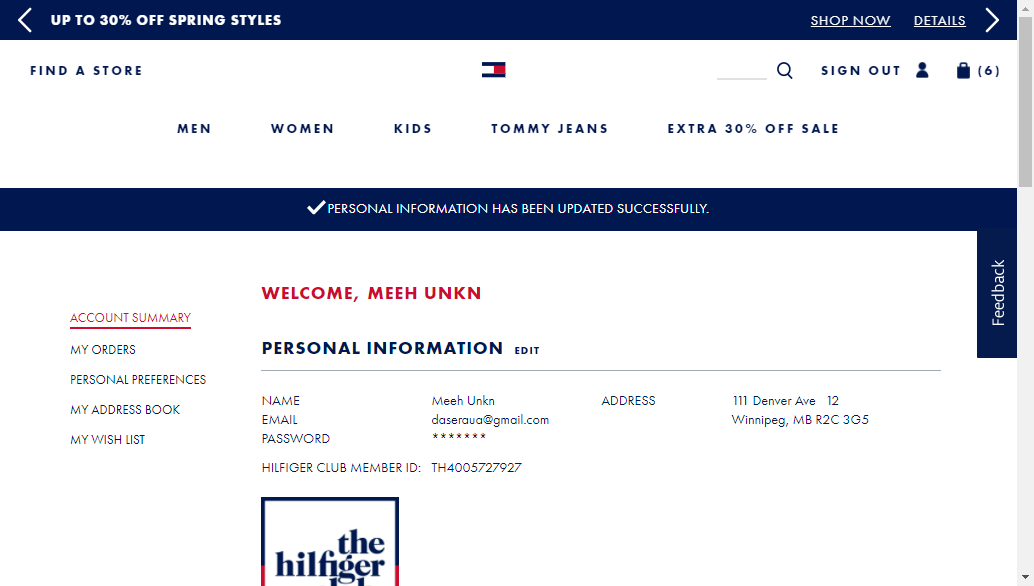 UP TO 30% OFF SPRING STYLES
SHOP NOW DETAILS
FIND A STORE
SIGN OUT (6)
MEN WOMEN KIDS TOMMY JEANS EXTRA 30% OFF SALE
PERSONAL INFORMATION HAS BEEN UPDATED SUCCESSFULLY.
Feedback
ACCOUNT SUMMARY
MY ORDERS
PERSONAL PREFERENCES
MY ADDRESS BOOK
MY WISH LIST
WELCOME, MEEH UNKN
PERSONAL INFORMATION EDIT
NAME Meeh Unkn ADDRESS 111 Denver Ave 12
EMAIL daseraua@gmail.com Winnipeg, MB R2C 3G5
PASSWORD *******
HILFIGER CLUB MEMBER ID: TH4005727927
the
hilfiger